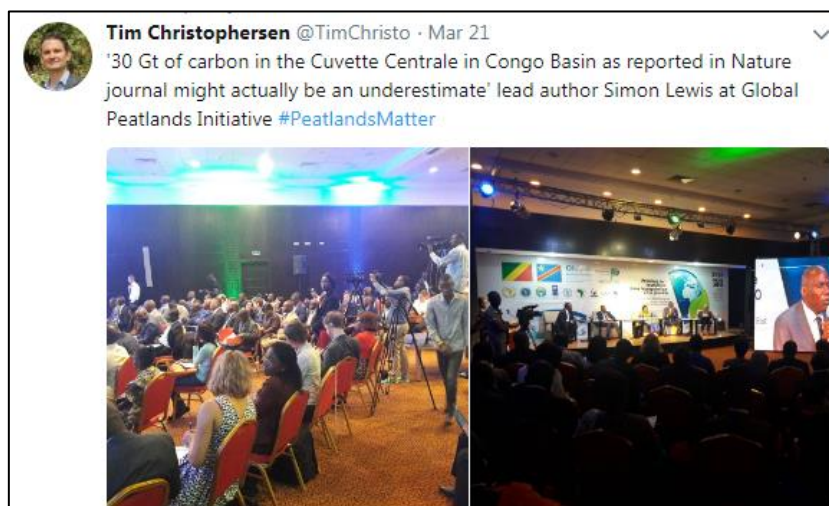 Tim Christophersen @TimChristo · Mar 21
'30 Gt of carbon in the Cuvette Centrale in Congo Basin as reported in Nature
journal might actually be an underestimate' lead author Simon Lewis at Global
Peatlands Initiative #PeatlandsMatter